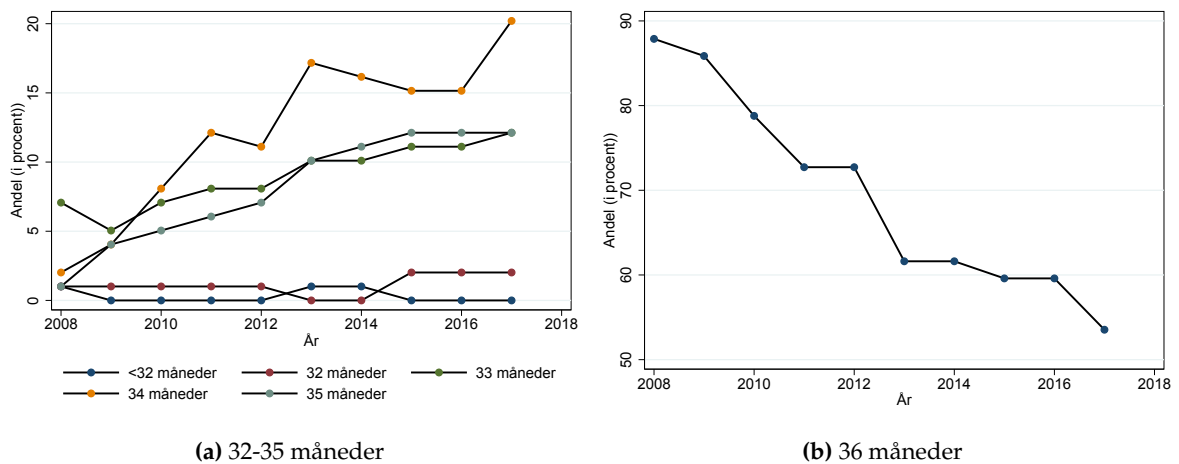 Andel (i procent))
20
15
10
5
0
2008 2010 2012 2014 2016 2018
År
<32 måneder 32 måneder 33 måneder
34 måneder 35 måneder
(a) 32-35 måneder
Andel (i procent))
90
80
70
60
50
2008 2010 2012 2014 2016 2018
År
(b) 36 måneder